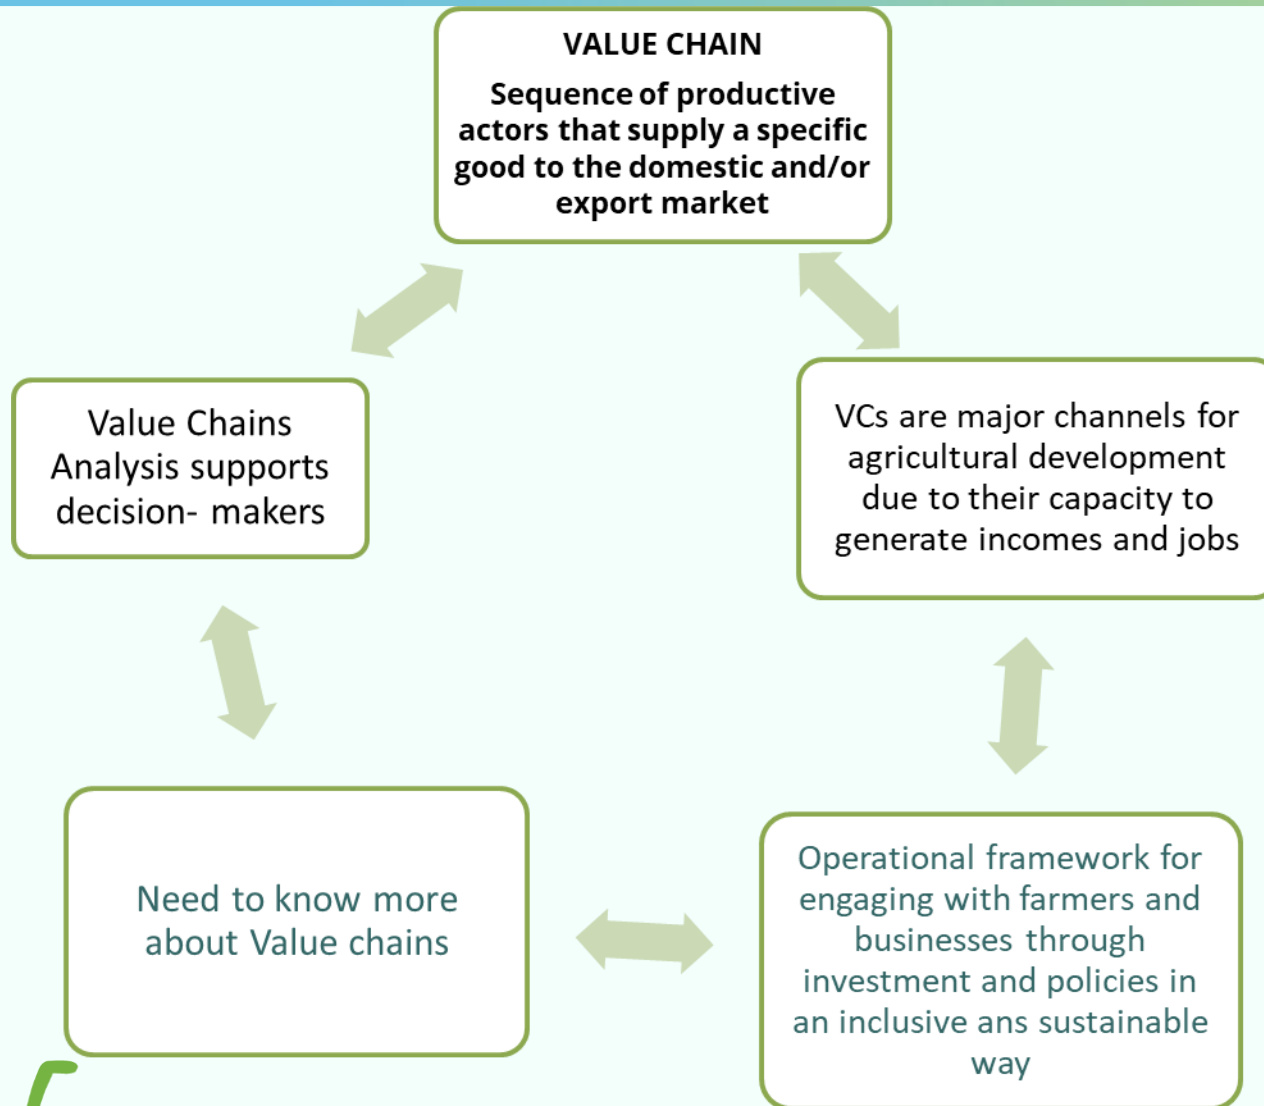 VALUE CHAIN
Sequence of productive
actors that supply a specific
good to the domestic and/or
export market
Value Chains
Analysis supports
decision- makers
VCs are major channels for
agricultural development
due to their capacity to
generate incomes and jobs
Need to know more
about Value chains
Operational framework for
engaging with farmers and
businesses through
investment and policies in
an inclusive ans sustainable
way